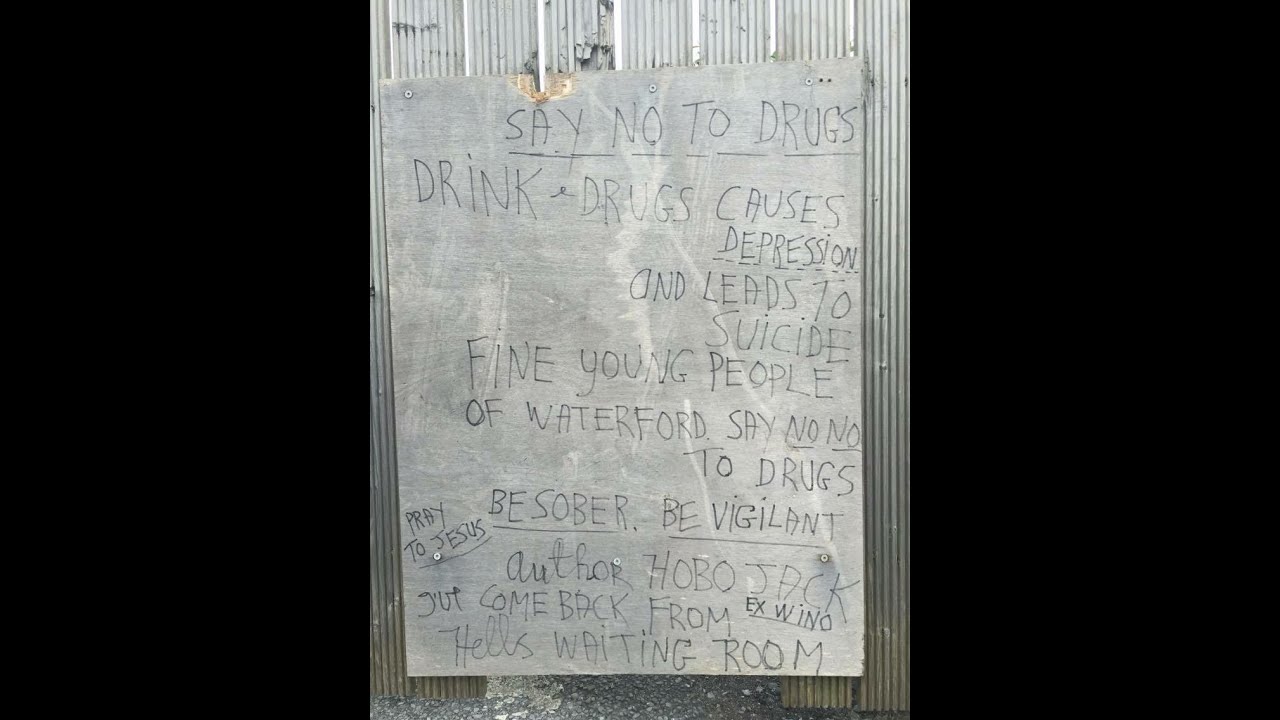 SAY NO TO DRUGS
DRINK & DRUGS CAUSES
DEPRESSION
AND LEADS TO
SUICIDE
FINE YOUNG PEOPLE
OF WATERFORD. SAY NO NO
TO DRUGS
BE SOBER. BE VIGILANT
PRAY
TO JESUS
author HOBO JACK
EX WINO
COME BACK FROM
Hells WAITING ROOM